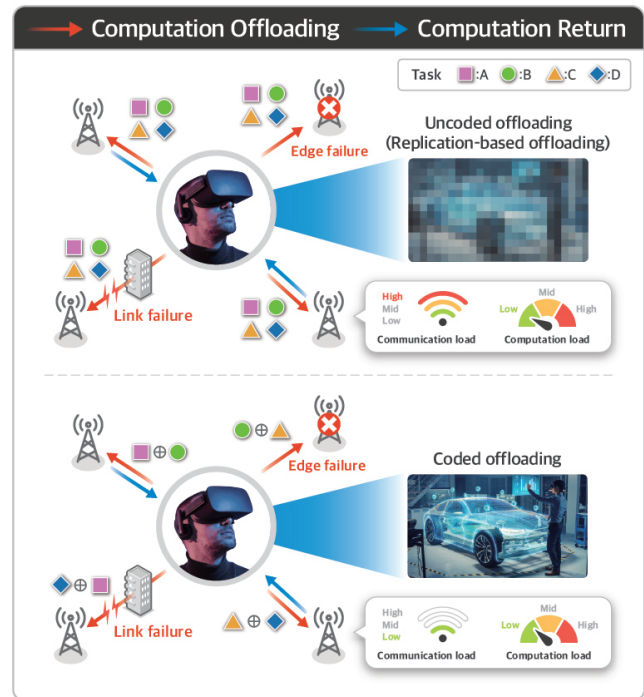 Computation Offloading
Computation Return
Task :A :B :C :D
Edge failure
Uncoded offloading
(Replication-based offloading)
Link failure
High
Mid
Low
Communication load
Low
Mid
High
Computation load
⊕
⊕
Edge failure
Coded offloading
⊕
Link failure
⊕
High
Mid
Low
Communication load
Low
Mid
High
Computation load